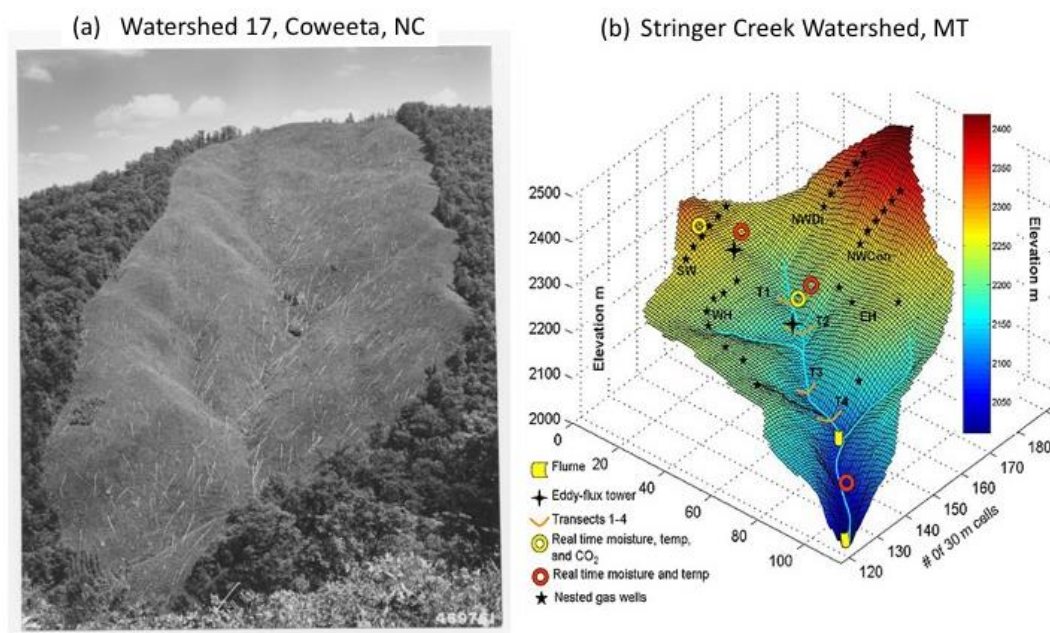 (a) Watershed 17, Coweeta, NC
(b) Stringer Creek Watershed, MT
2500
2400
2300
2200
2100
2000
Elevation m
0
20
40
60
80
100
120
130
140
150
160
170
180
# 0f 30 m cells
2400
2350
2300
2250
2200
2150
2100
2050
Elevation m
SW
NWDi
NWCon
WH
EH
T1
T2
T3
T4
Flume
Eddy-flux tower
Transects 1-4
Real time moisture, temp,
and CO2
Real time moisture and temp
Nested gas wells